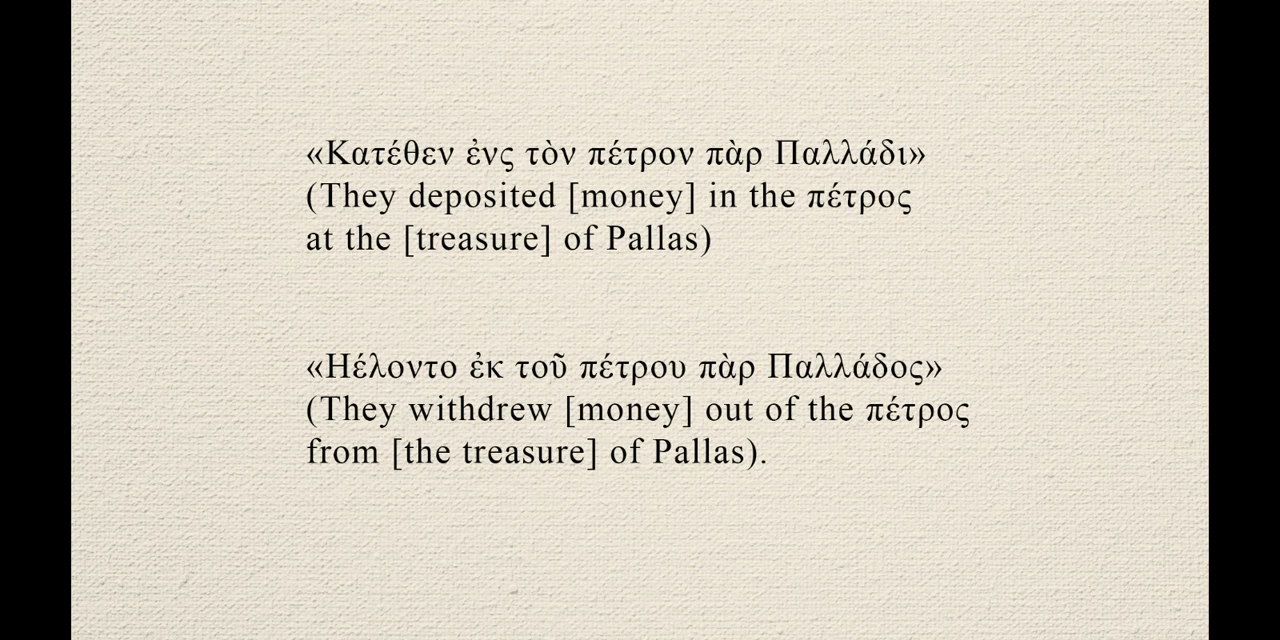 «Κατέθεν ἐνς τὸν πέτρον πὰρ Παλλάδι»
(They deposited [money] in the πέτρος
at the [treasure] of Pallas)
«Ηέλοντο ἐκ τοῦ πέτρου πὰρ Παλλάδος»
(They withdrew [money] out of the πέτρος
from [the treasure] of Pallas).